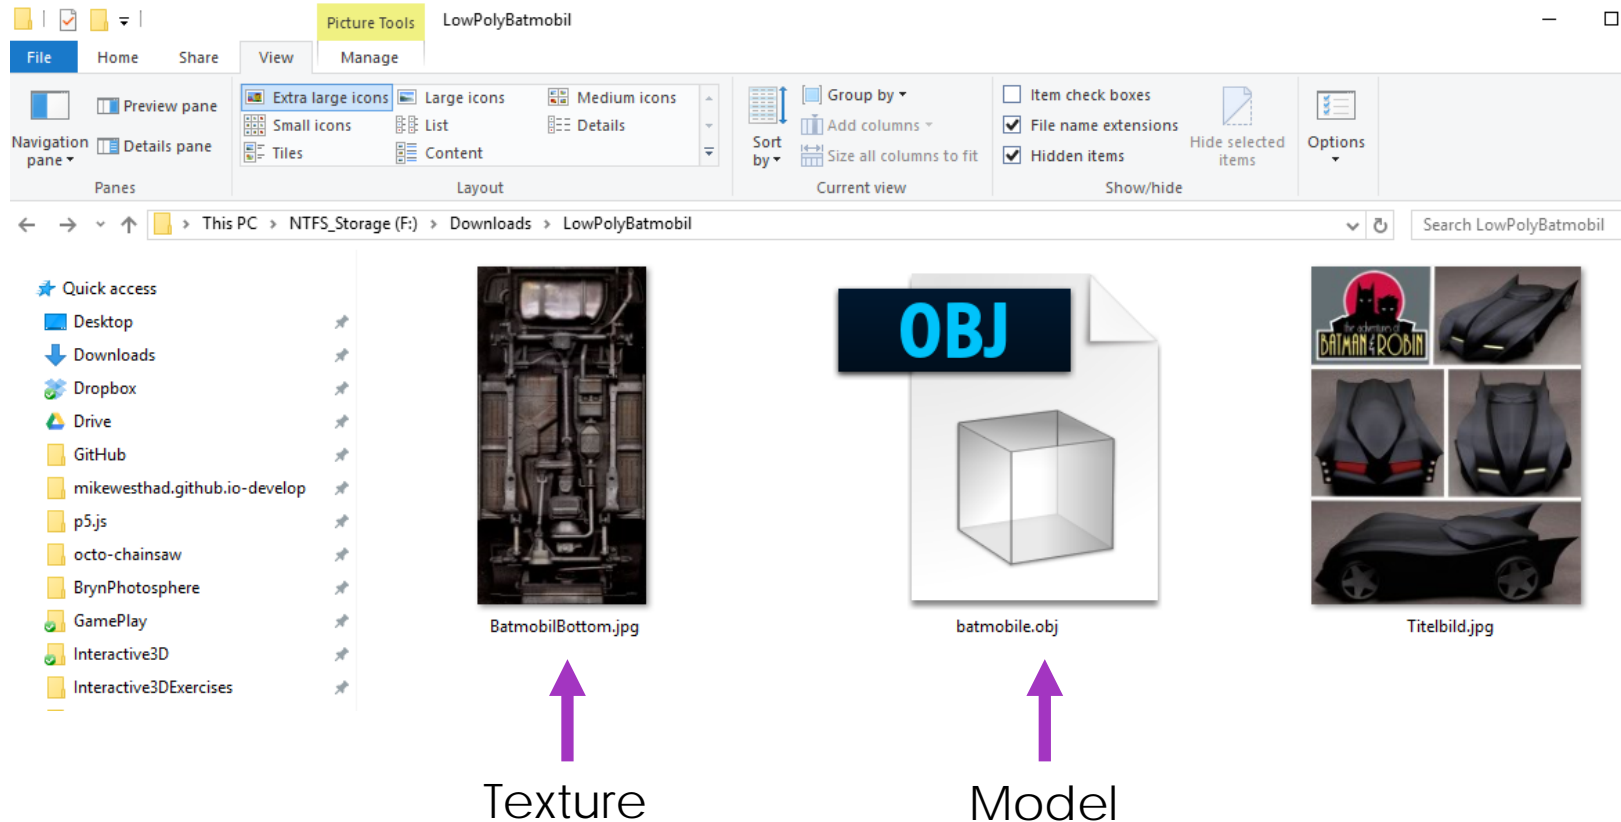 Picture Tools LowPolyBatmobil
File Home Share View Manage
Navigation pane
Preview pane
Details pane
Panes
Extra large icons Large icons Medium icons
Small icons List Details
Tiles Content
Layout
Sort by
Group by
Add columns
Size all columns to fit
Current view
Item check boxes
File name extensions
Hidden items
Hide selected items
Show/hide
Options
This PC > NTFS_Storage (F:) > Downloads > LowPolyBatmobil
Search LowPolyBatmobil
Quick access
Desktop
Downloads
Dropbox
Drive
GitHub
mikewesthad.github.io-develop
p5.js
octo-chainsaw
BrynPhotosphere
GamePlay
Interactive3D
Interactive3DExercises
OBJ
the adventures of
BATMAN & ROBIN
BatmobilBottom.jpg
batmobile.obj
Titelbild.jpg
Texture
Model